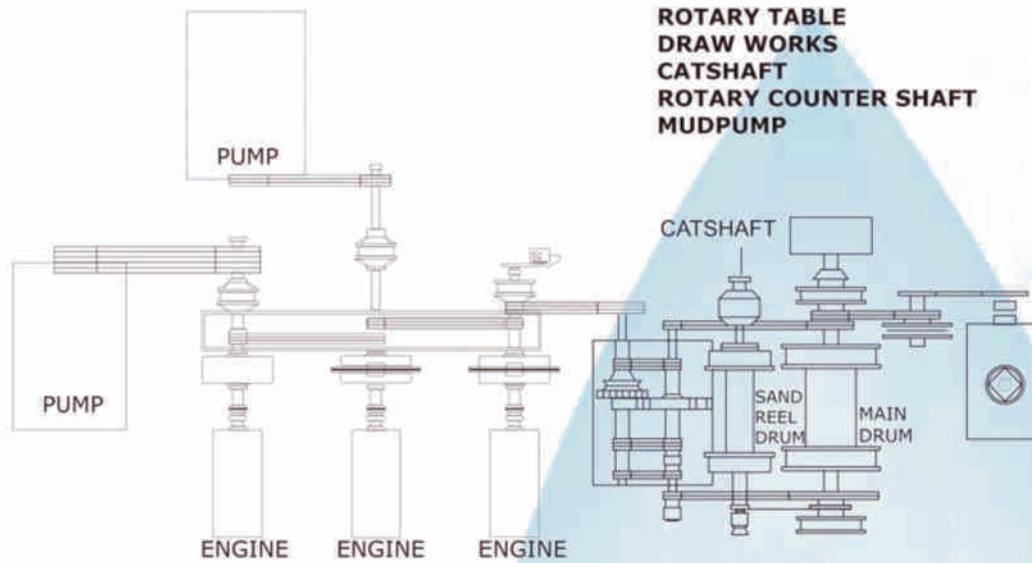 ROTARY TABLE
DRAW WORKS
CATSHAFT
ROTARY COUNTER SHAFT
MUDPUMP
PUMP
CATSHAFT
PUMP
SAND
REEL
DRUM
MAIN
DRUM
ENGINE
ENGINE
ENGINE